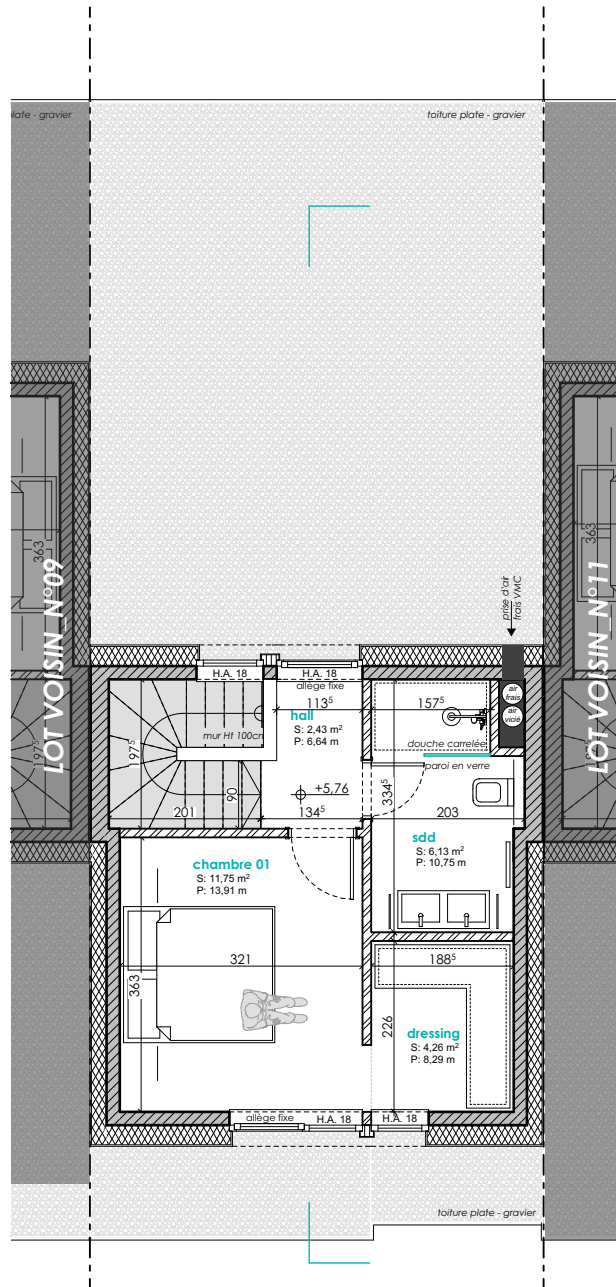 toiture plate - gravier
363
363
LOT VOISIN_N°09
LOT VOISIN_N°11
197⁵
prise d'air
frais VMC
H.A. 18
H.A. 18
allège fixe
113⁵
157⁵
air
frais
air
vicié
hall
S: 2,43 m²
P: 6,64 m
mur Ht 100cm
197⁵
douche carrelée
paroi en verre
90
+5,76
334⁵
201
134⁵
203
sdd
S: 6,13 m²
P: 10,75 m
chambre 01
S: 11,75 m²
P: 13,91 m
321
188⁵
363
226
dressing
S: 4,26 m²
P: 8,29 m
allège fixe
H.A. 18
H.A. 18
toiture plate - gravier